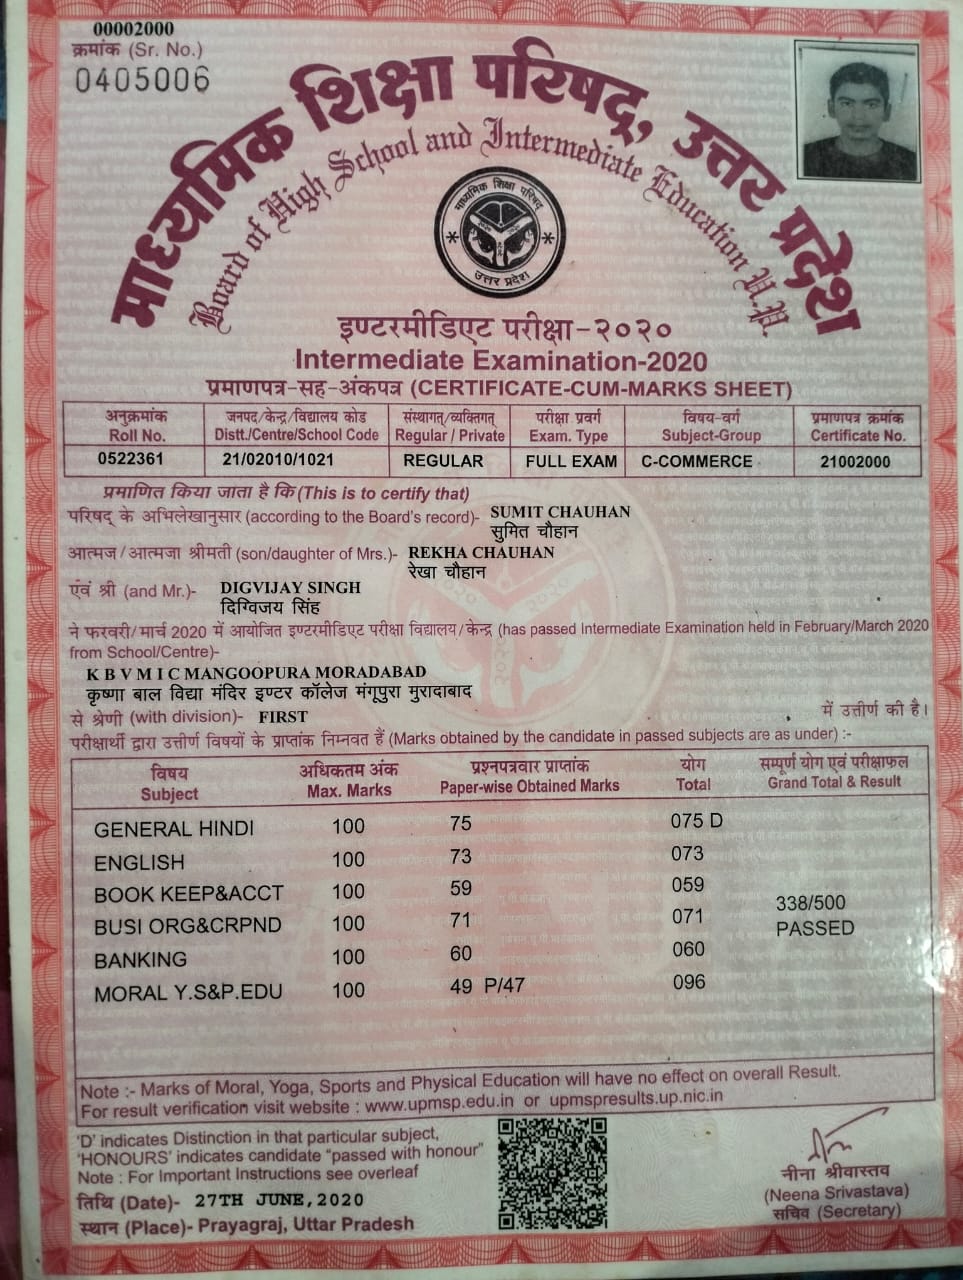 00002000
क्रमांक (Sr. No.)
0405006
माध्यमिक शिक्षा परिषद्, उत्तर प्रदेश
Board of High School and Intermediate Education U.P.
माध्यमिक शिक्षा परिषद्
उत्तर प्रदेश
इण्टरमीडिएट परीक्षा-२०२०
Intermediate Examination-2020
प्रमाणपत्र-सह-अंकपत्र (CERTIFICATE-CUM-MARKS SHEET)
अनुक्रमांक जनपद/केन्द्र/विद्यालय कोड संस्थागत्/व्यक्तिगत् परीक्षा प्रवर्ग विषय-वर्ग प्रमाणपत्र क्रमांक
Roll No. Distt./Centre/School Code Regular / Private Exam. Type Subject-Group Certificate No.
0522361 21/02010/1021 REGULAR FULL EXAM C-COMMERCE 21002000
प्रमाणित किया जाता है कि (This is to certify that)
परिषद् के अभिलेखानुसार (according to the Board's record)- SUMIT CHAUHAN
सुमित चौहान
आत्मज/आत्मजा श्रीमती (son/daughter of Mrs.)- REKHA CHAUHAN
रेखा चौहान
एंवं श्री (and Mr.)- DIGVIJAY SINGH
दिग्विजय सिंह
ने फरवरी/मार्च 2020 में आयोजित इण्टरमीडिएट परीक्षा विद्यालय/केन्द्र (has passed Intermediate Examination held in February/March 2020
from School/Centre)-
K B V M I C MANGOOPURA MORADABAD
कृष्णा बाल विद्या मंदिर इण्टर कॉलेज मंगूपुरा मुरादाबाद
से श्रेणी (with division)- FIRST में उत्तीर्ण की है।
परीक्षार्थी द्वारा उत्तीर्ण विषयों के प्राप्तांक निम्नवत हैं (Marks obtained by the candidate in passed subjects are as under) :-
विषय अधिकतम अंक प्रश्नपत्रवार प्राप्तांक योग सम्पूर्ण योग एवं परीक्षाफल
Subject Max. Marks Paper-wise Obtained Marks Total Grand Total & Result
GENERAL HINDI 100 75 075 D
ENGLISH 100 73 073
BOOK KEEP&ACCT 100 59 059
338/500
BUSI ORG&CRPND 100 71 071
PASSED
BANKING 100 60 060
MORAL Y.S&P.EDU 100 49 P/47 096
Note :- Marks of Moral, Yoga, Sports and Physical Education will have no effect on overall Result.
For result verification visit website : www.upmsp.edu.in or upmspresults.up.nic.in
'D' indicates Distinction in that particular subject,
'HONOURS' indicates candidate "passed with honour"
Note : For Important Instructions see overleaf
तिथि (Date)- 27TH JUNE,2020
स्थान (Place)- Prayagraj, Uttar Pradesh
नीना श्रीवास्तव
(Neena Srivastava)
सचिव (Secretary)